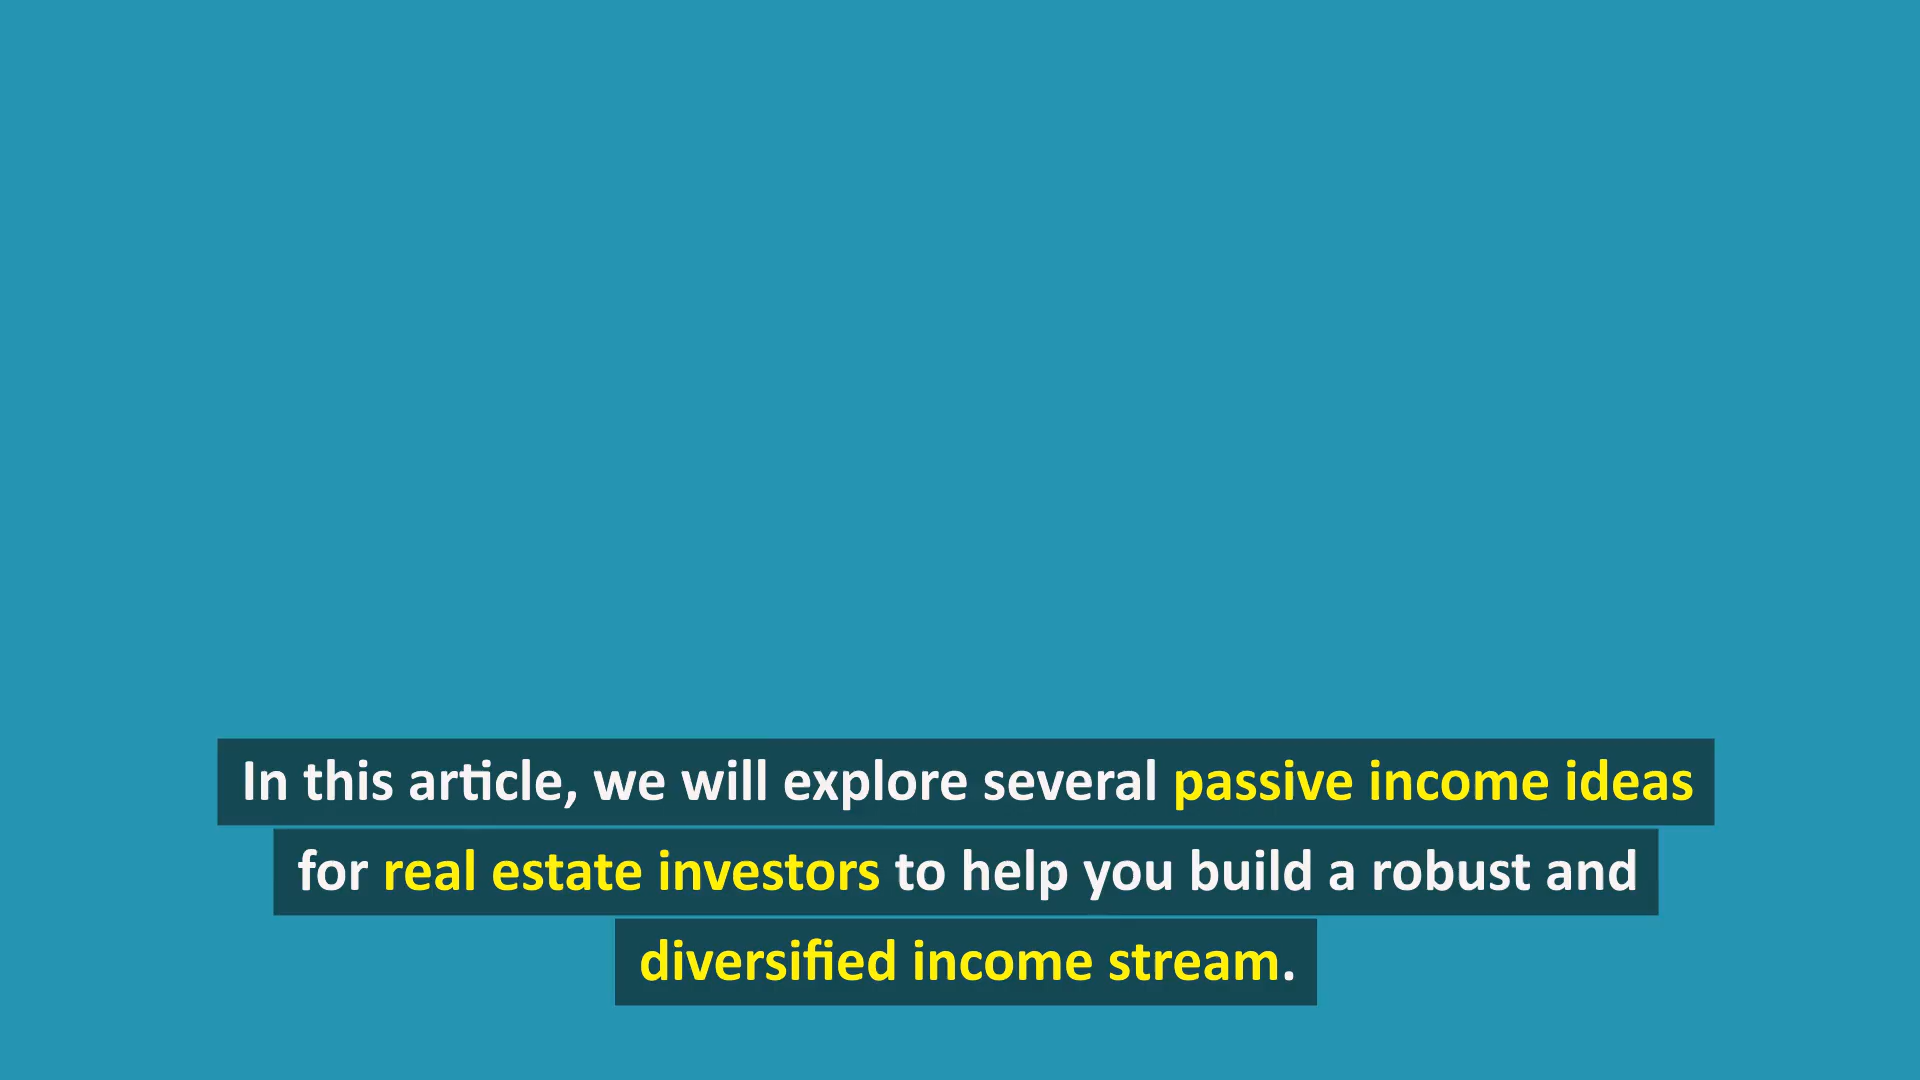 In this article, we will explore several passive income ideas
for real estate investors to help you build a robust and
diversified income stream.